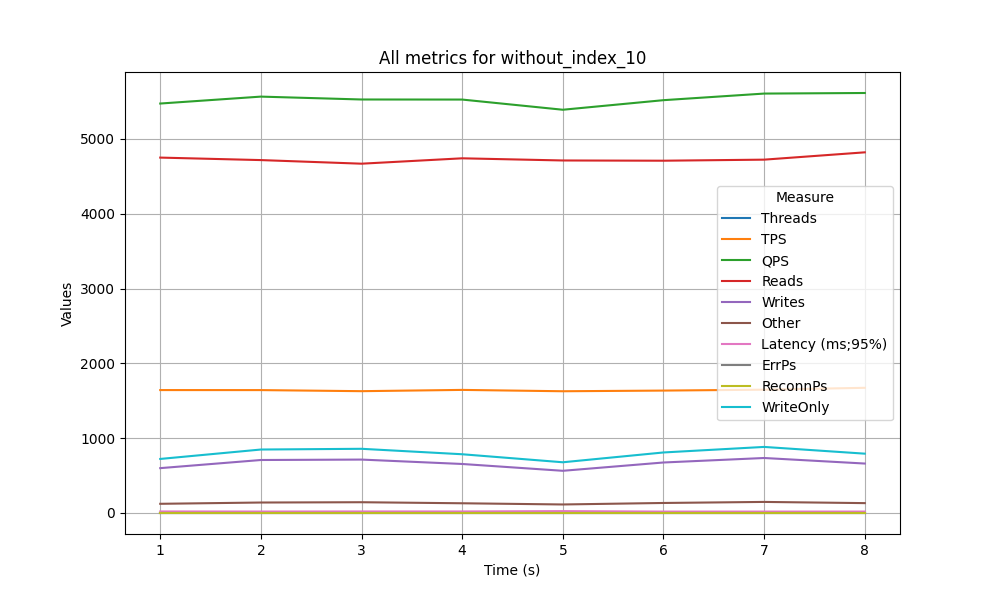 All metrics for without_index_10
Values
5000
4000
3000
2000
1000
0
Measure
Threads
TPS
QPS
Reads
Writes
Other
Latency (ms;95%)
ErrPs
ReconnPs
WriteOnly
1 2 3 4 5 6 7 8
Time (s)